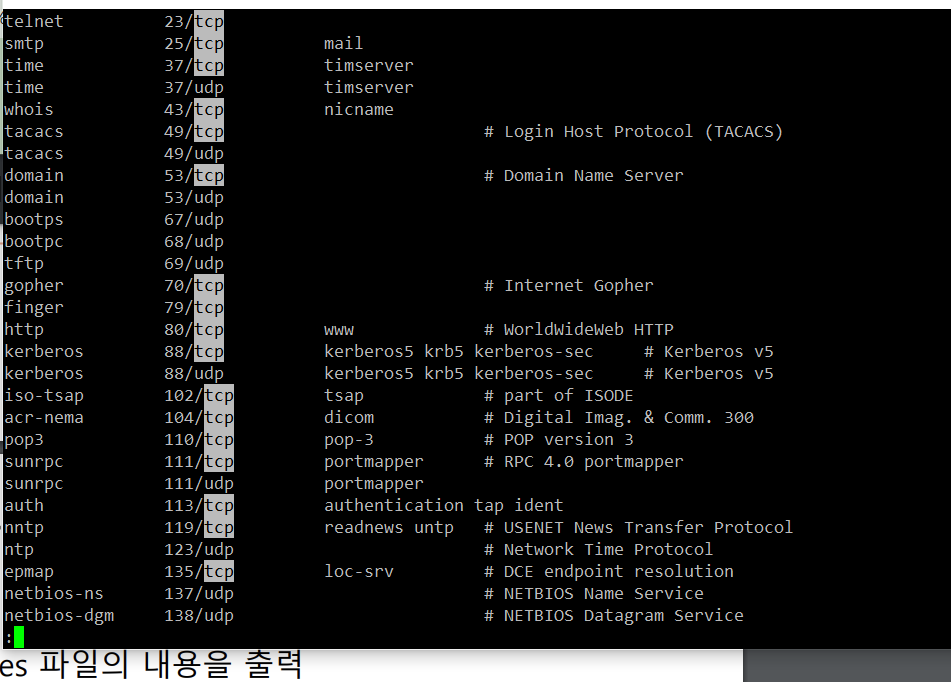 telnet 23/tcp
smtp 25/tcp mail
time 37/tcp timserver
time 37/udp timserver
whois 43/tcp nicname
tacacs 49/tcp # Login Host Protocol (TACACS)
tacacs 49/udp
domain 53/tcp # Domain Name Server
domain 53/udp
bootps 67/udp
bootpc 68/udp
tftp 69/udp
gopher 70/tcp # Internet Gopher
finger 79/tcp
http 80/tcp www # WorldWideWeb HTTP
kerberos 88/tcp kerberos5 krb5 kerberos-sec # Kerberos v5
kerberos 88/udp kerberos5 krb5 kerberos-sec # Kerberos v5
iso-tsap 102/tcp tsap # part of ISODE
acr-nema 104/tcp dicom # Digital Imag. & Comm. 300
pop3 110/tcp pop-3 # POP version 3
sunrpc 111/tcp portmapper # RPC 4.0 portmapper
sunrpc 111/udp portmapper
auth 113/tcp authentication tap ident
nntp 119/tcp readnews untp # USENET News Transfer Protocol
ntp 123/udp # Network Time Protocol
epmap 135/tcp loc-srv # DCE endpoint resolution
netbios-ns 137/udp # NETBIOS Name Service
netbios-dgm 138/udp # NETBIOS Datagram Service
:
es 파일의 내용을 출력